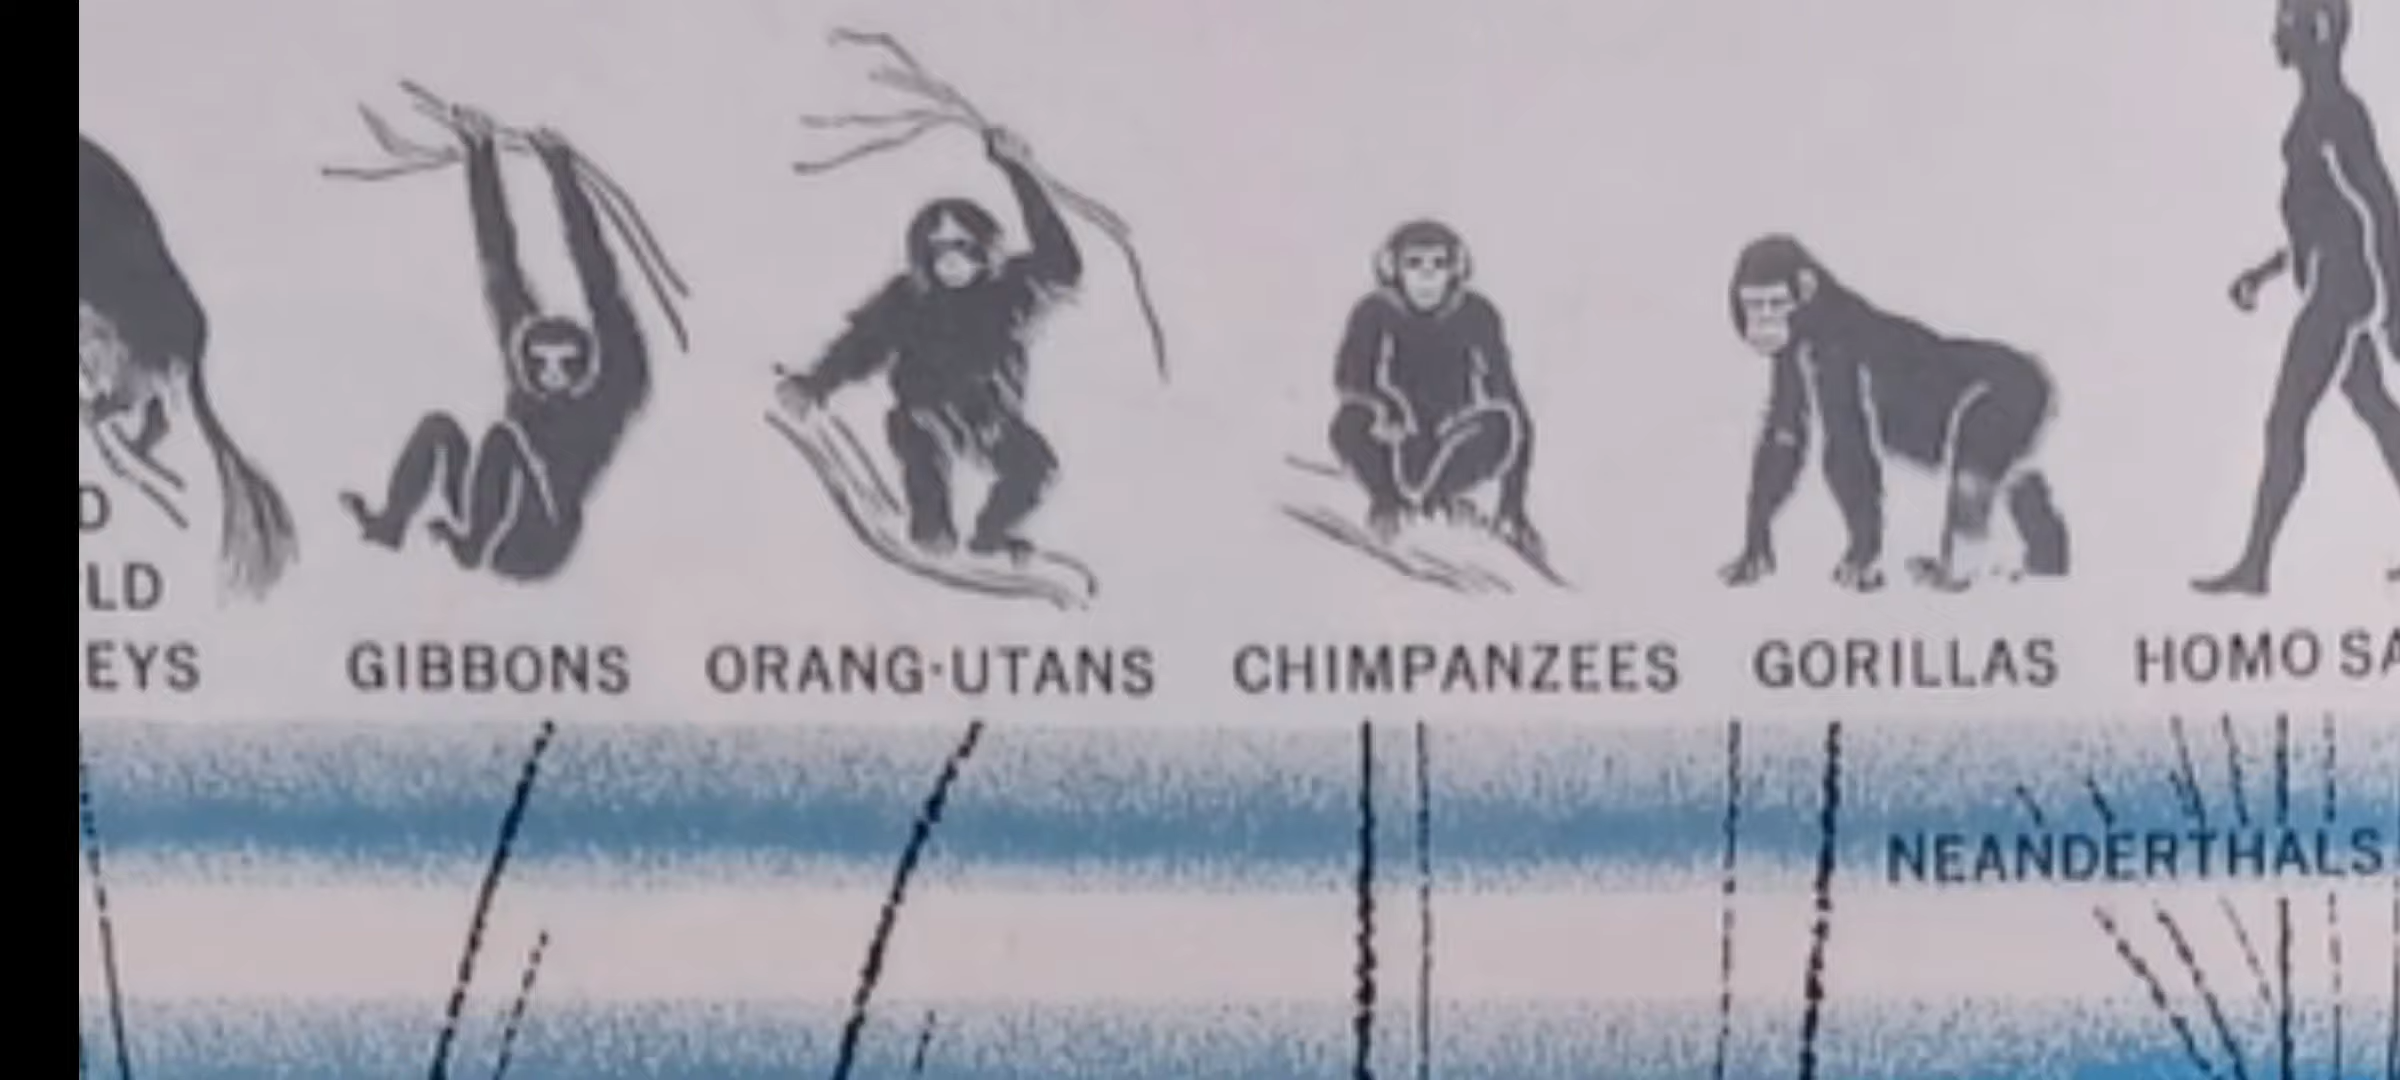 D
LD
EYS
GIBBONS
ORANG-UTANS
CHIMPANZEES
GORILLAS
HOMO SA
NEANDERTHALS